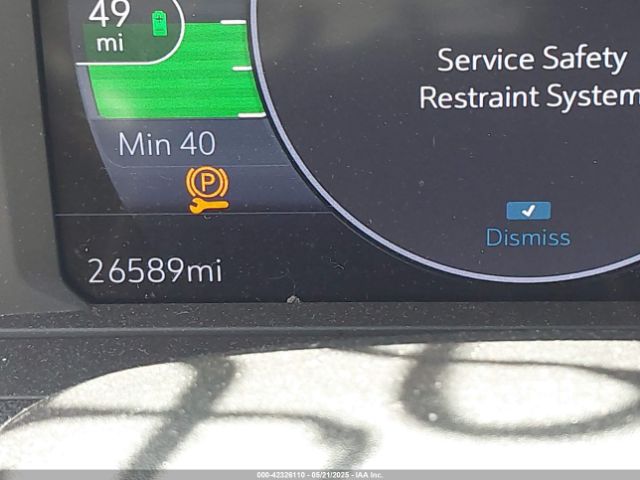 49
mi
Min 40
P
26589mi
Service Safety
Restraint System
Dismiss
000-42326110 - 05/21/2025 - IAA Inc.